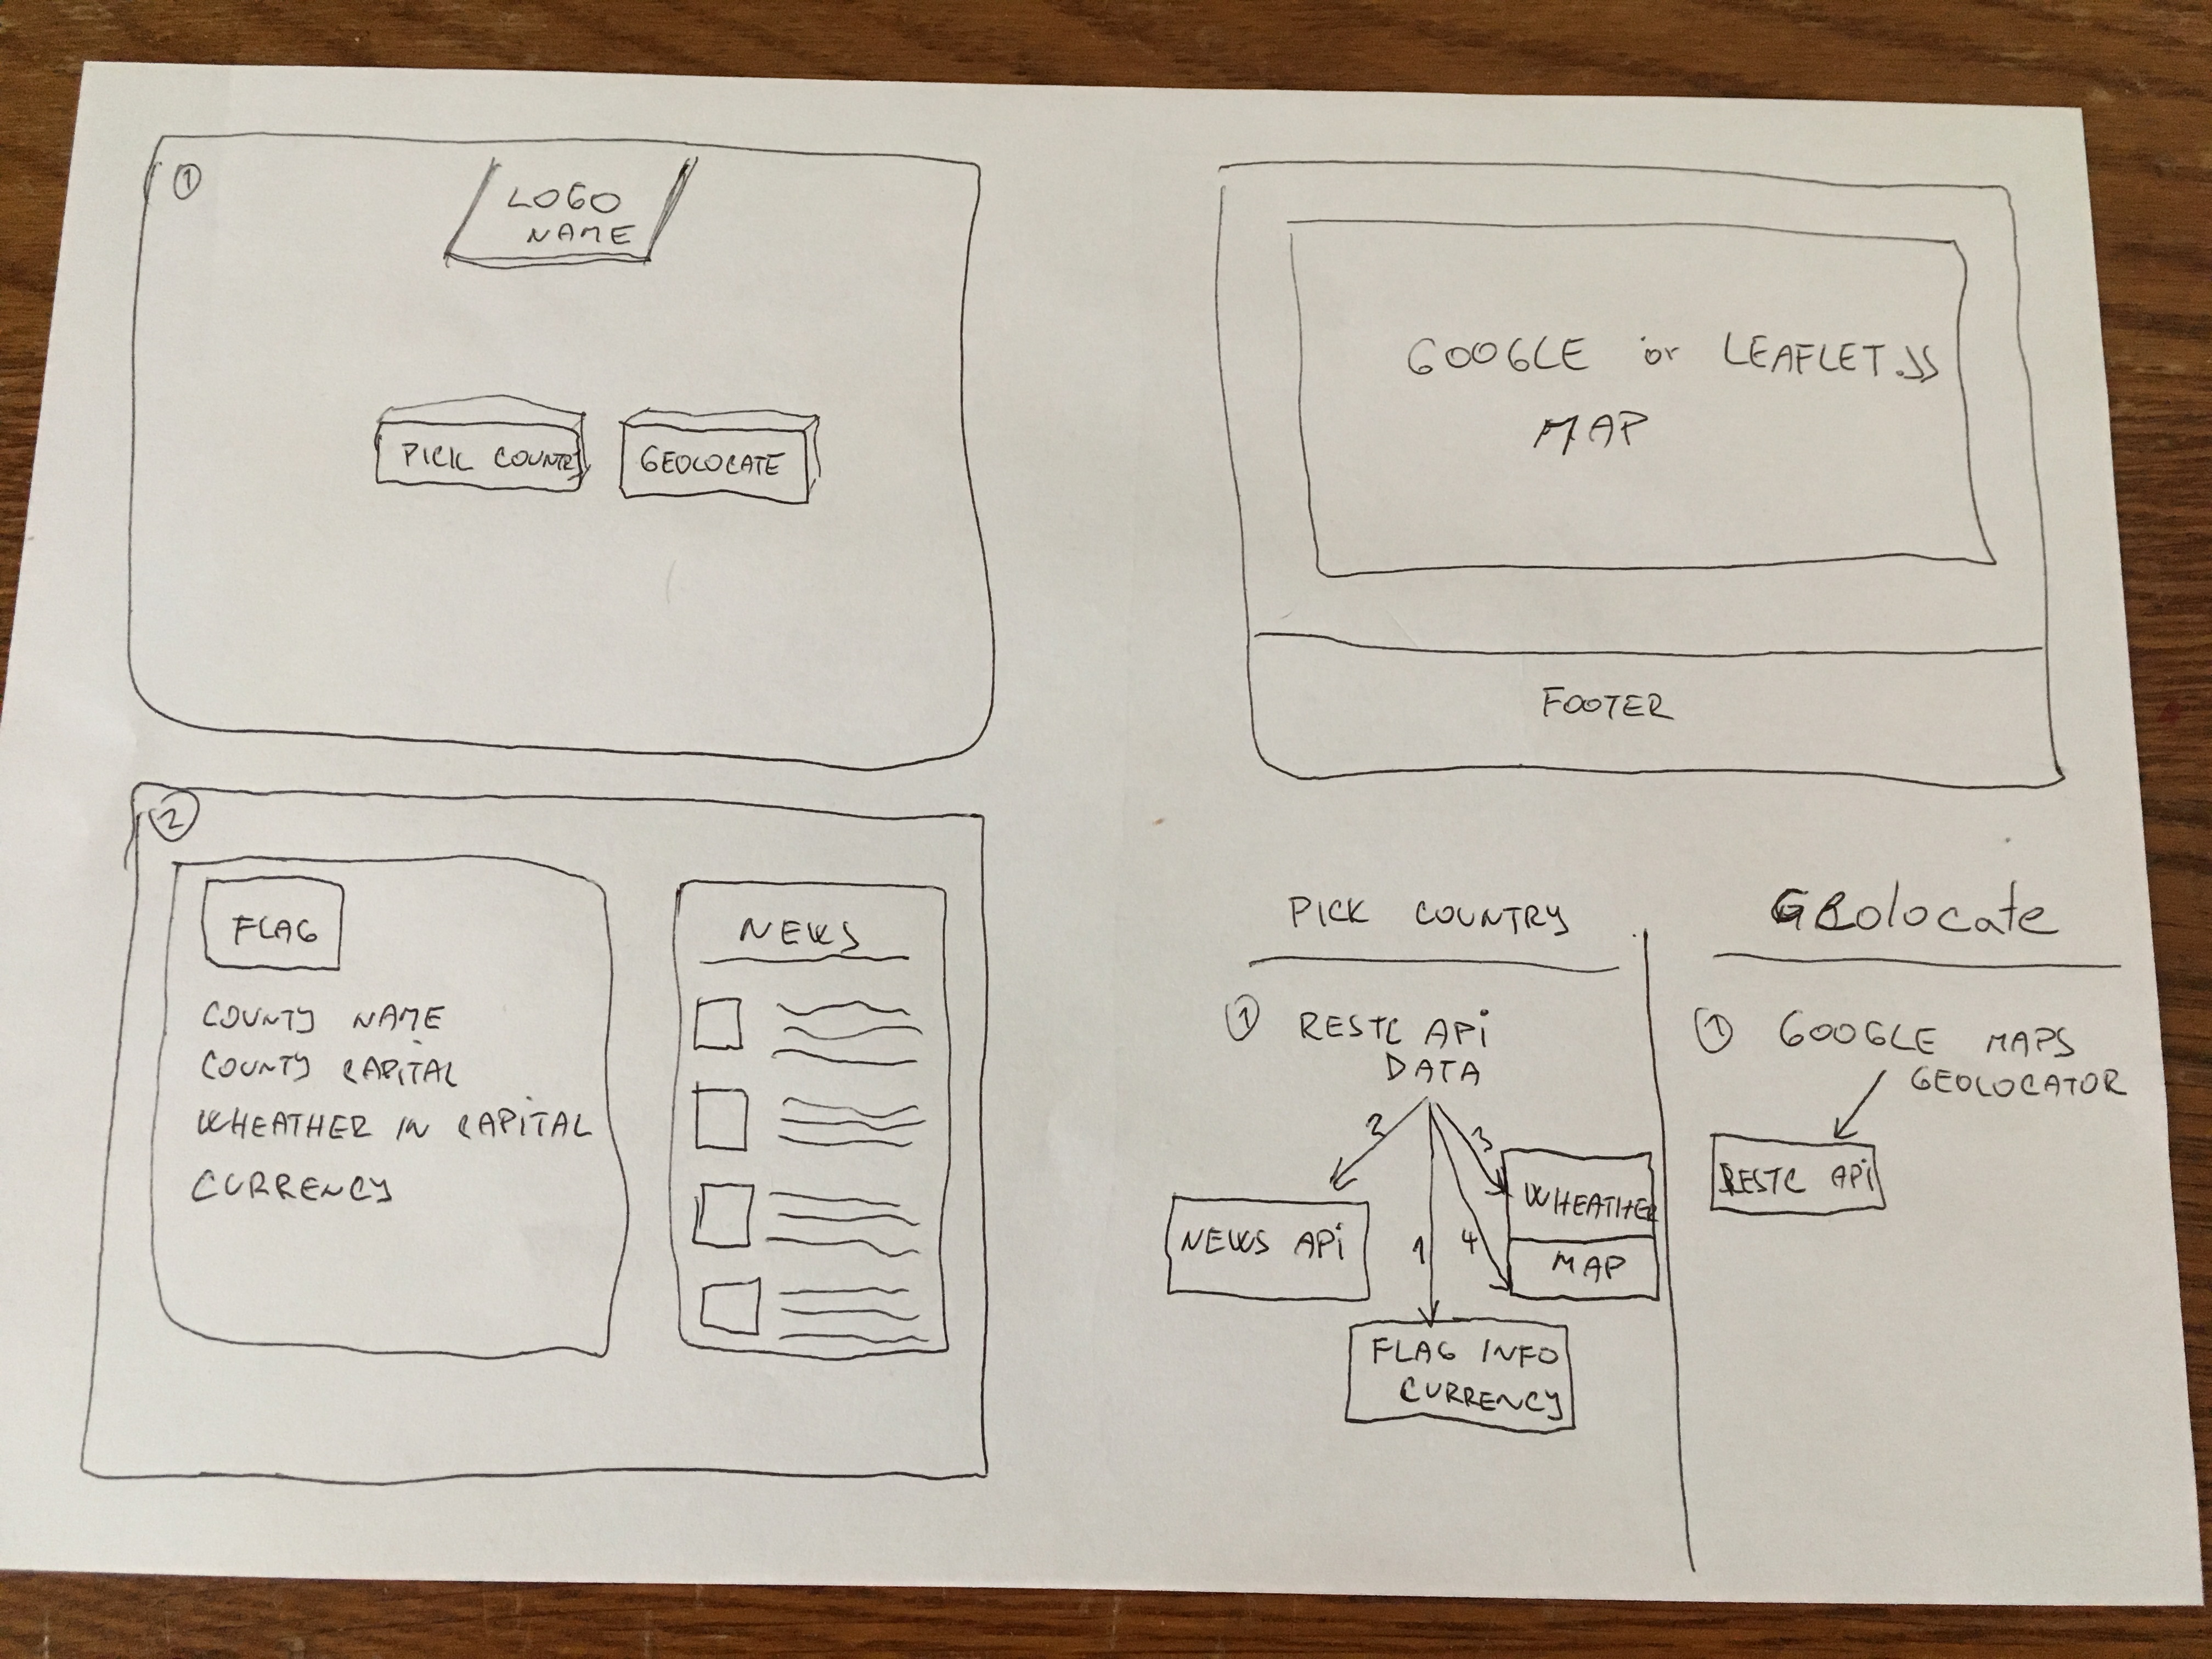 1
LOGO
NAME
PICK COUNTR
GEOLOCATE
GOOGLE or LEAFLET.JS
MAP
FOOTER
2
FLAG
COUNTY NAME
COUNTY CAPITAL
WHEATHER IN CAPITAL
CURRENCY
NEWS
PICK COUNTRY
1 RESTC API
DATA
2
3
1
4
NEWS API
WHEATHER
MAP
FLAG INFO
CURRENCY
GEolocate
1 GOOGLE MAPS
GEOLOCATOR
RESTC API